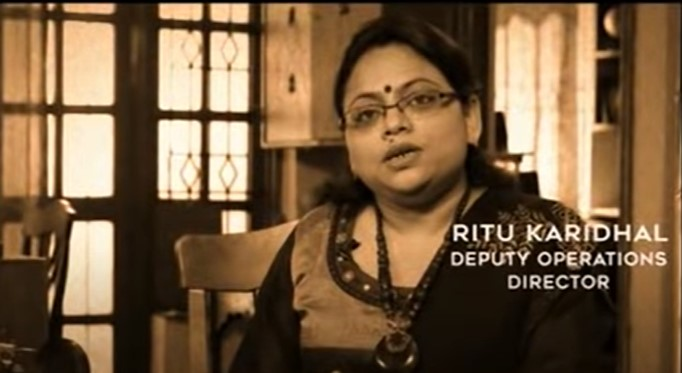 RITU KARIDHAL
DEPUTY OPERATIONS
DIRECTOR